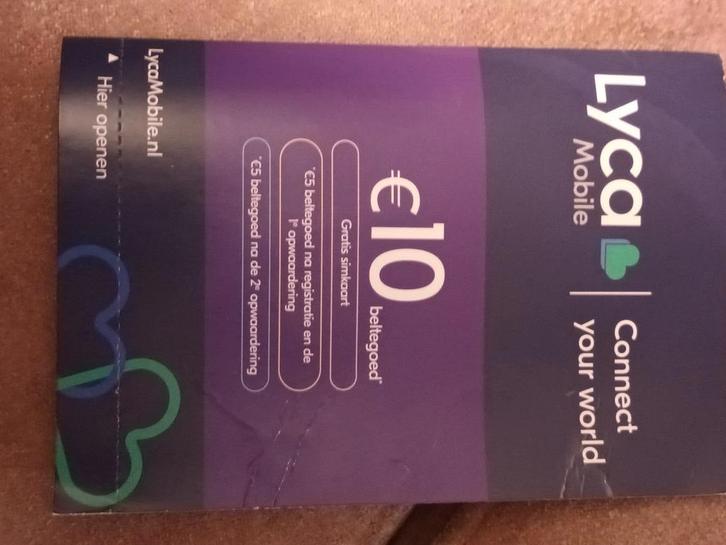 Lyca
Mobile
Connect
your world
€10 beltegoed*
Gratis simkaart
*€5 beltegoed na registratie en de
1e opwaardering
*€5 beltegoed na de 2e opwaardering
LycaMobile.nl
▲ Hier openen